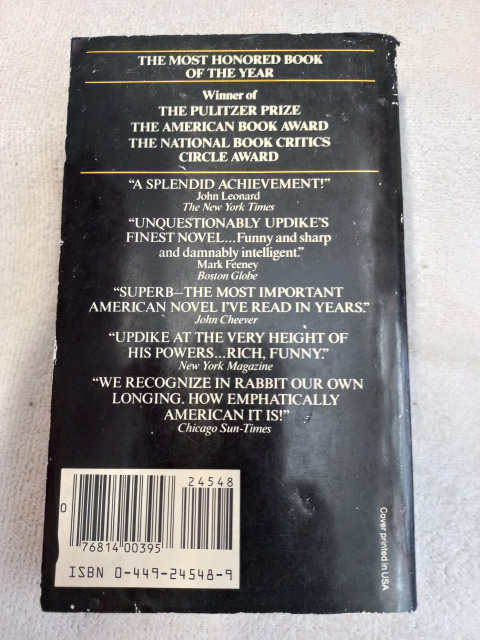 THE MOST HONORED BOOK
OF THE YEAR
Winner of
THE PULITZER PRIZE
THE AMERICAN BOOK AWARD
THE NATIONAL BOOK CRITICS
CIRCLE AWARD
“A SPLENDID ACHIEVEMENT!”
John Leonard
The New York Times
“UNQUESTIONABLY UPDIKE'S
FINEST NOVEL...Funny and sharp
and damnably intelligent.”
Mark Feeney
Boston Globe
“SUPERB—THE MOST IMPORTANT
AMERICAN NOVEL I'VE READ IN YEARS.”
John Cheever
“UPDIKE AT THE VERY HEIGHT OF
HIS POWERS...RICH, FUNNY.”
New York Magazine
“WE RECOGNIZE IN RABBIT OUR OWN
LONGING. HOW EMPHATICALLY
AMERICAN IT IS!”
Chicago Sun-Times
24548
0
76814 00395
ISBN 0-449-24548-9
Cover printed in USA